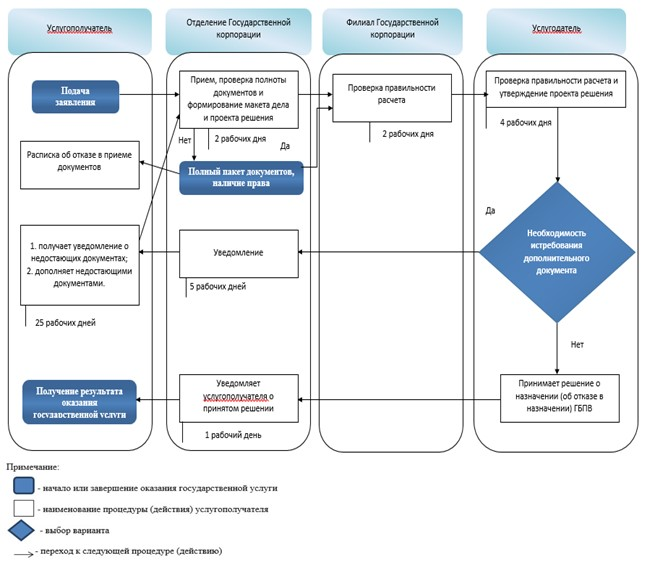 Услугополучатель
Отделение Государственной
корпорации
Филиал Государственной
корпорации
Услугодатель
Подача
заявления
Прием, проверка полноты
документов и
формирование макета дела
и проекта решения
Проверка правильности
расчета
Проверка правильности расчета и
утверждение проекта решения
Нет
2 рабочих дня
Да
2 рабочих дня
4 рабочих дня
Расписка об отказе в приеме
документов
Полный пакет документов,
наличие права
Да
Необходимость
истребования
дополнительного
документа
1. получает уведомление о
недостающих документах;
2. дополняет недостающими
документами.
Уведомление
25 рабочих дней
5 рабочих дней
Нет
Получение результата
оказания
государственной услуги
Уведомляет
услугополучателя о
принятом решении
Принимает решение о
назначении (об отказе в
назначении) ГБПВ
1 рабочий день
Примечание:
- начало или завершение оказания государственной услуги
- наименование процедуры (действия) услугополучателя
- выбор варианта
- переход к следующей процедуре (действию)